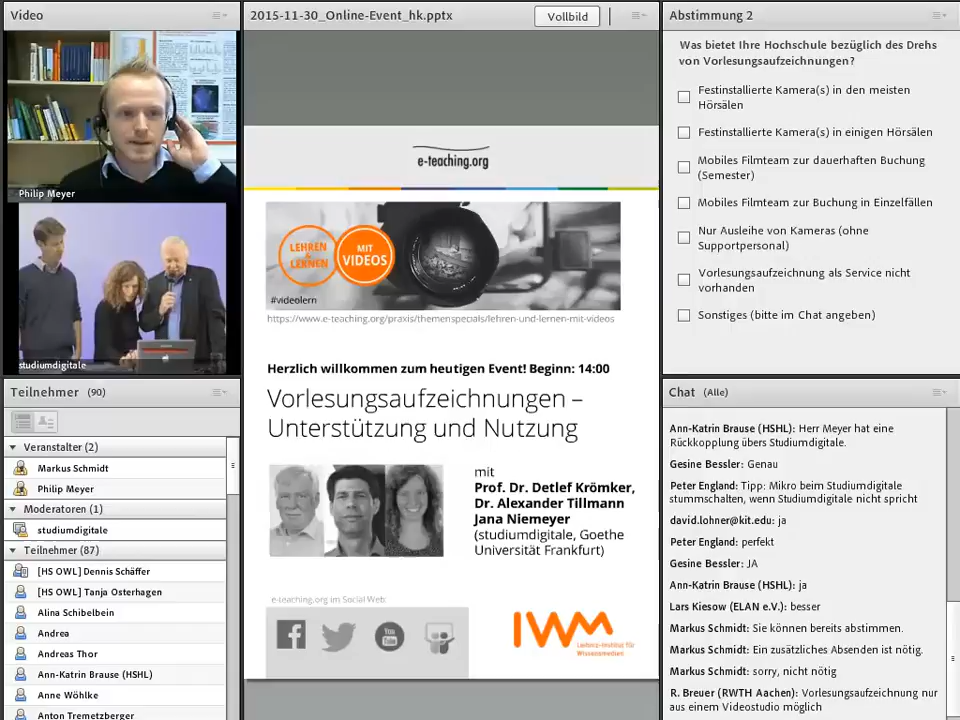 Video
Philip Meyer
studiumdigitale
Teilnehmer (90)
Veranstalter (2)
Markus Schmidt
Philip Meyer
Moderatoren (1)
studiumdigitale
Teilnehmer (87)
[HS OWL] Dennis Schäffer
[HS OWL] Tanja Osterhagen
Alina Schibelbein
Andrea
Andreas Thor
Ann-Katrin Brause (HSHL)
Anne Wöhlke
Anton Tremetzberger
2015-11-30_Online-Event_hk.pptx
Vollbild
e-teaching.org
LEHREN
&
LERNEN
MIT
VIDEOS
#videolern
https://www.e-teaching.org/praxis/themenspecials/lehren-und-lernen-mit-videos
Herzlich willkommen zum heutigen Event! Beginn: 14:00
Vorlesungsaufzeichnungen –
Unterstützung und Nutzung
mit
Prof. Dr. Detlef Krömker,
Dr. Alexander Tillmann
Jana Niemeyer
(studiumdigitale, Goethe
Universität Frankfurt)
e-teaching.org im Social Web:
You
Tube
IWM
Leibniz-Institut für
Wissensmedien
Abstimmung 2
Was bietet Ihre Hochschule bezüglich des Drehs
von Vorlesungsaufzeichnungen?
Festinstallierte Kamera(s) in den meisten
Hörsälen
Festinstallierte Kamera(s) in einigen Hörsälen
Mobiles Filmteam zur dauerhaften Buchung
(Semester)
Mobiles Filmteam zur Buchung in Einzelfällen
Nur Ausleihe von Kameras (ohne
Supportpersonal)
Vorlesungsaufzeichnung als Service nicht
vorhanden
Sonstiges (bitte im Chat angeben)
Chat (Alle)
Ann-Katrin Brause (HSHL): Herr Meyer hat eine
Rückkopplung übers Studiumdigitale.
Gesine Bessler: Genau
Peter England: Tipp: Mikro beim Studiumdigitale
stummschalten, wenn Studiumdigitale nicht spricht
david.lohner@kit.edu: ja
Peter England: perfekt
Gesine Bessler: JA
Ann-Katrin Brause (HSHL): ja
Lars Kiesow (ELAN e.V.): besser
Markus Schmidt: Sie können bereits abstimmen.
Markus Schmidt: Ein zusätzliches Absenden ist nötig.
Markus Schmidt: sorry, nicht nötig
R. Breuer (RWTH Aachen): Vorlesungsaufzeichnung nur
aus einem Videostudio möglich